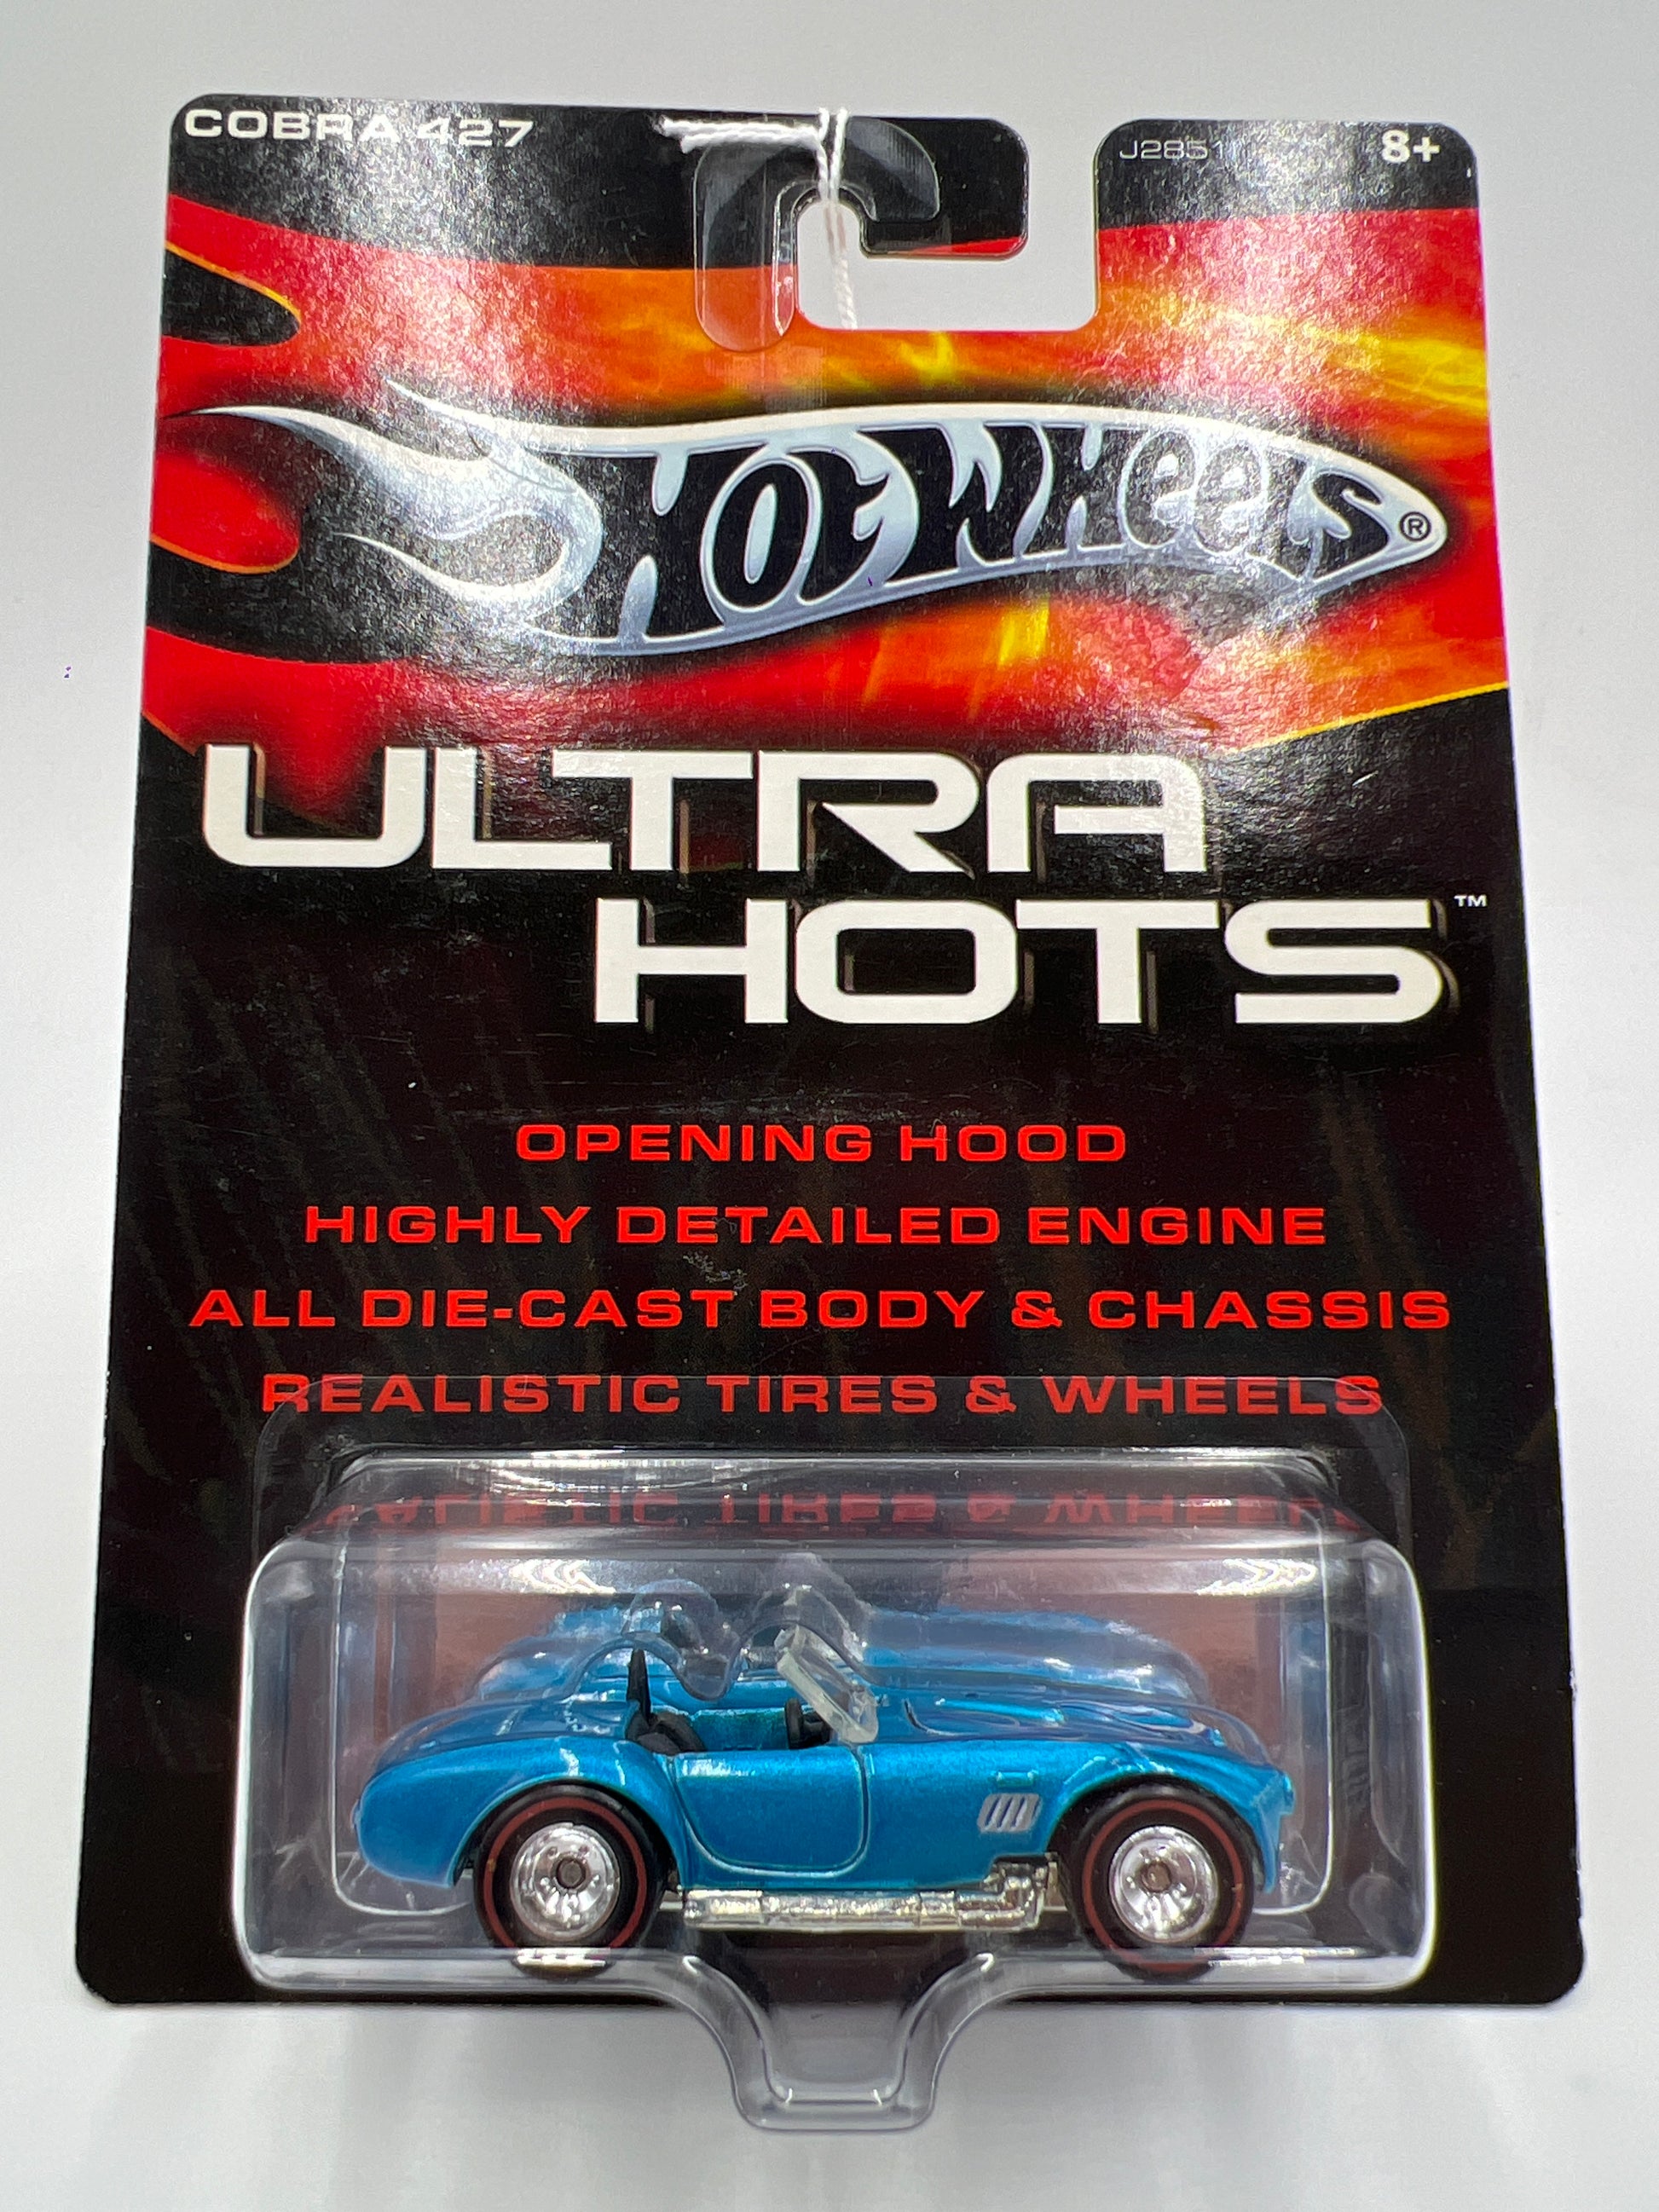 COBRA 427
J2851
8+
HOT WHEELS®
ULTRA
HOTS™
OPENING HOOD
HIGHLY DETAILED ENGINE
ALL DIE-CAST BODY & CHASSIS
REALISTIC TIRES & WHEELS